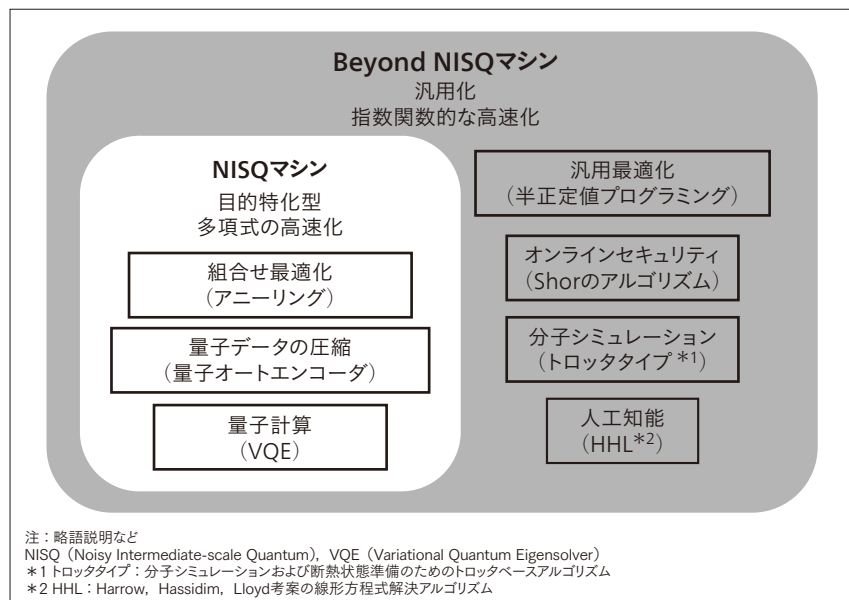 Beyond NISQマシン
汎用化
指数関数的な高速化
NISQマシン
目的特化型
多項式の高速化
組合せ最適化
（アニーリング）
量子データの圧縮
（量子オートエンコーダ）
量子計算
（VQE）
汎用最適化
（半正定値プログラミング）
オンラインセキュリティ
（Shorのアルゴリズム）
分子シミュレーション
（トロッタタイプ*1）
人工知能
（HHL*2）
注：略語説明など
NISQ（Noisy Intermediate-scale Quantum），VQE（Variational Quantum Eigensolver）
＊1 トロッタタイプ：分子シミュレーションおよび断熱状態準備のためのトロッタベースアルゴリズム
＊2 HHL：Harrow，Hassidim，Lloyd考案の線形方程式解決アルゴリズム